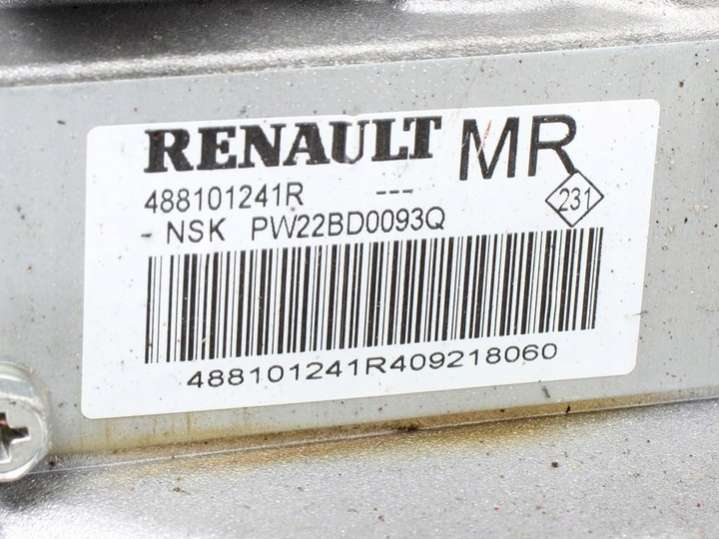 RENAULT MR
488101241R --- 231
- NSK PW22BD0093Q
488101241R409218060